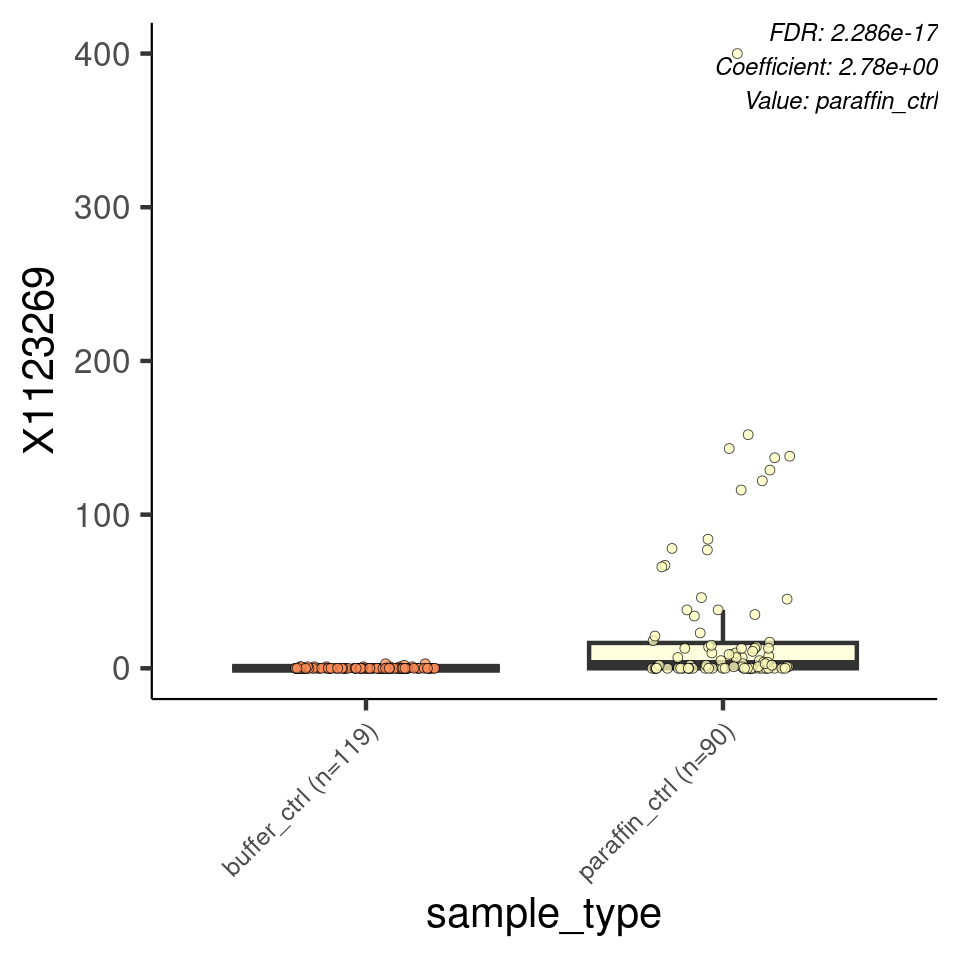 FDR: 2.286e-17
Coefficient: 2.78e+00
Value: paraffin_ctrl
400
300
200
100
0
X1123269
buffer_ctrl (n=119)
paraffin_ctrl (n=90)
sample_type